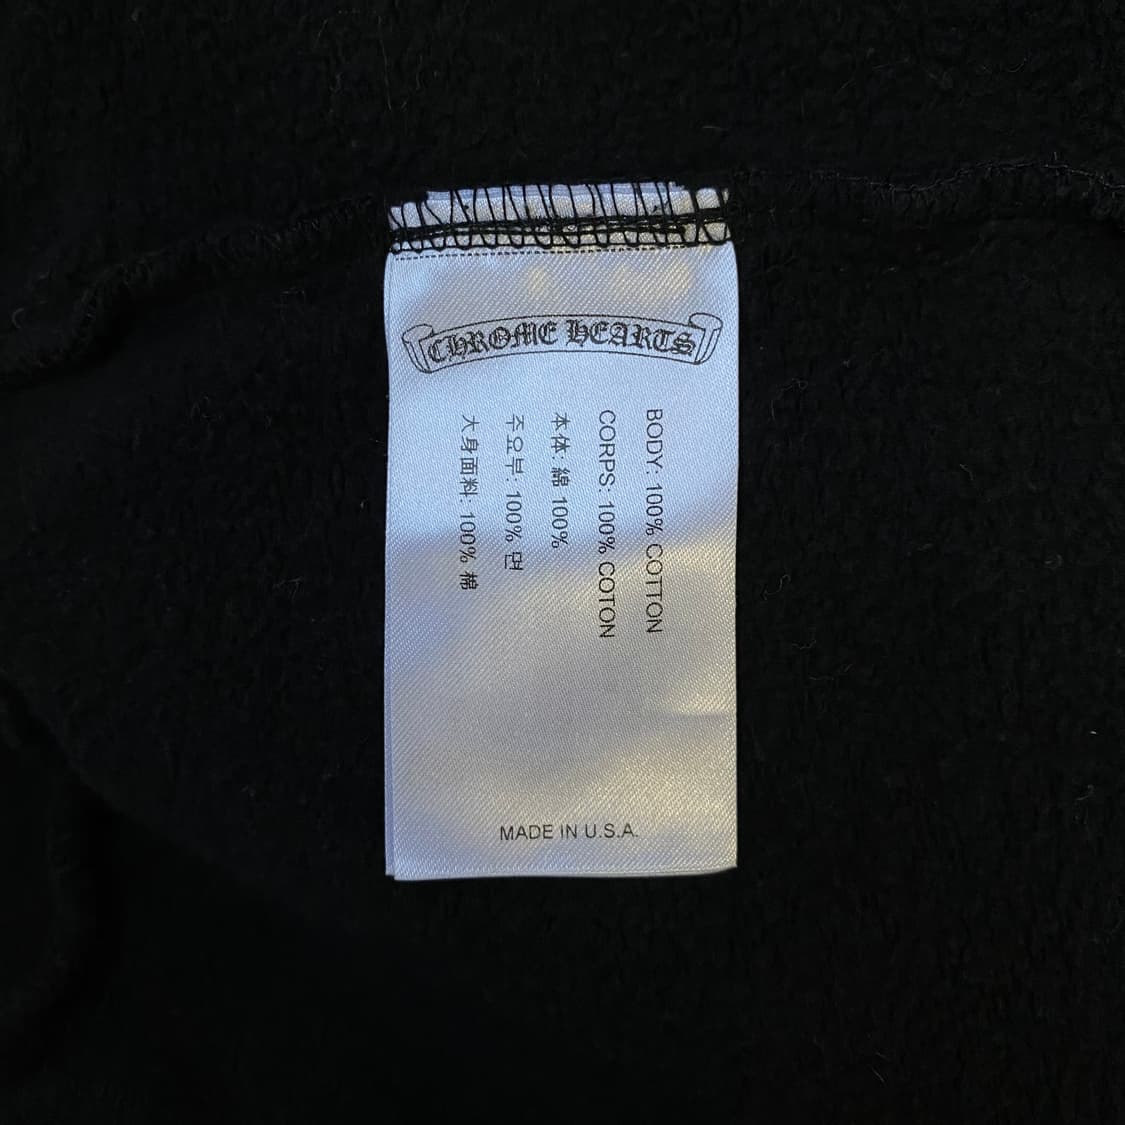 CHROME HEARTS
BODY: 100% COTTON
CORPS: 100% COTON
本体: 綿 100%
주요부: 100% 면
大身面料: 100% 棉
MADE IN U.S.A.